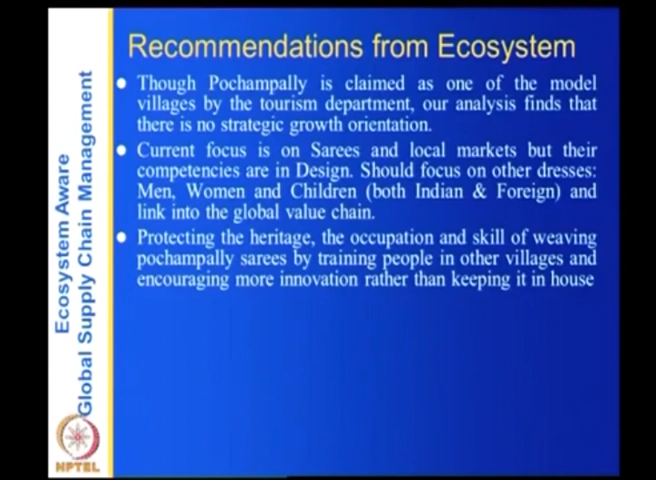 Recommendations from Ecosystem
Though Pochampally is claimed as one of the model
villages by the tourism department, our analysis finds that
there is no strategic growth orientation.
Current focus is on Sarees and local markets but their
competencies are in Design. Should focus on other dresses:
Men, Women and Children (both Indian & Foreign) and
link into the global value chain.
Protecting the heritage, the occupation and skill of weaving
pochampally sarees by training people in other villages and
encouraging more innovation rather than keeping it in house
Ecosystem Aware
Global Supply Chain Management
NPTEL